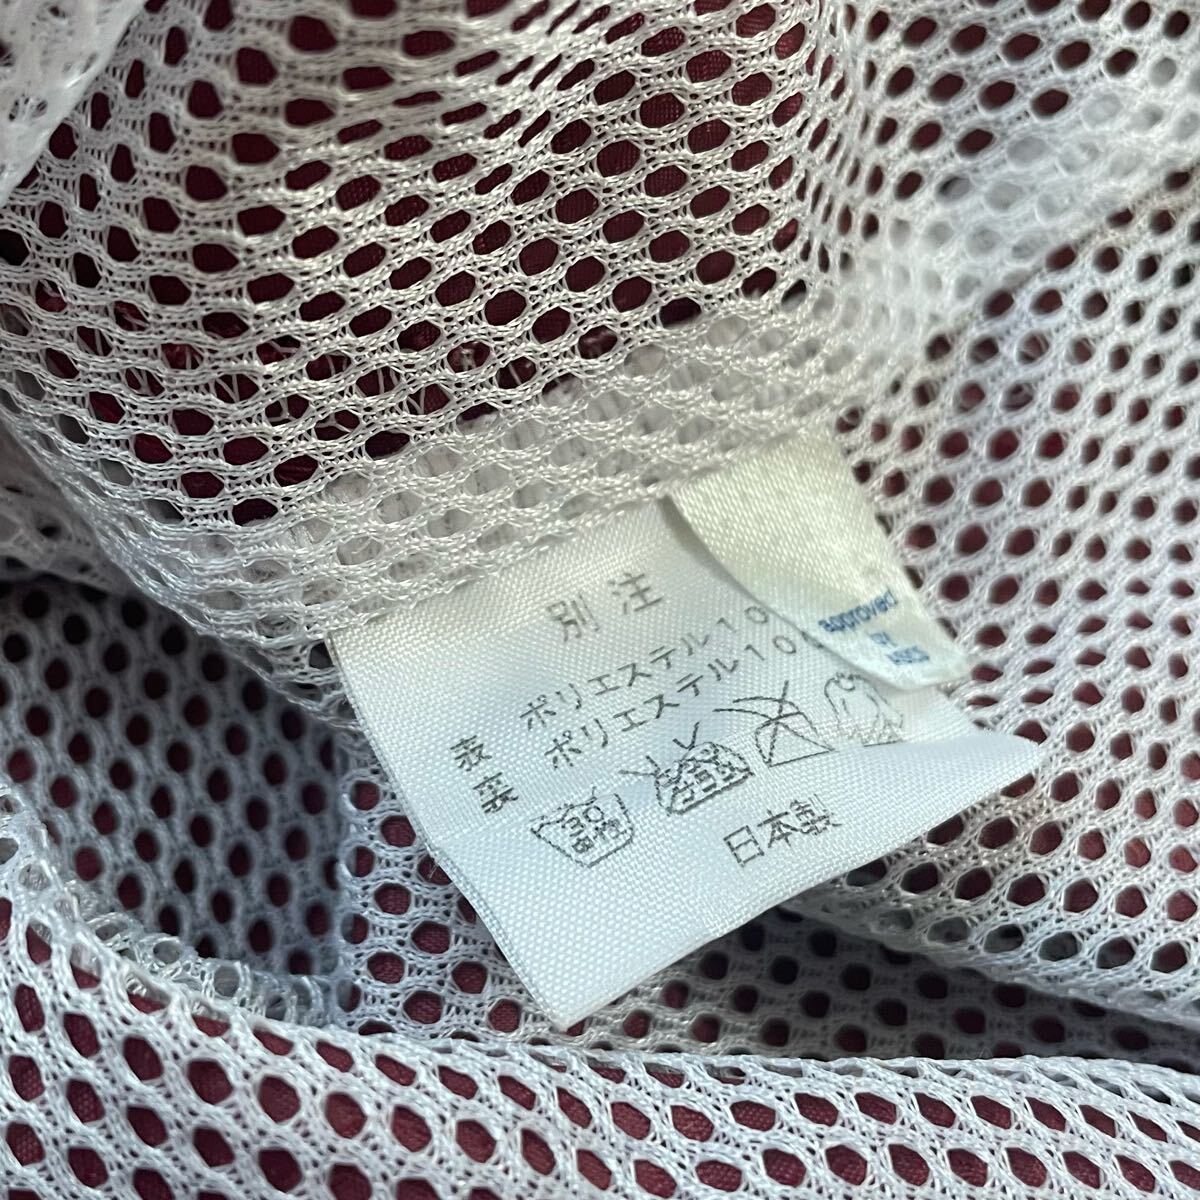 別注
表 ポリエステル10
裏 ポリエステル100
30
日本製
approved